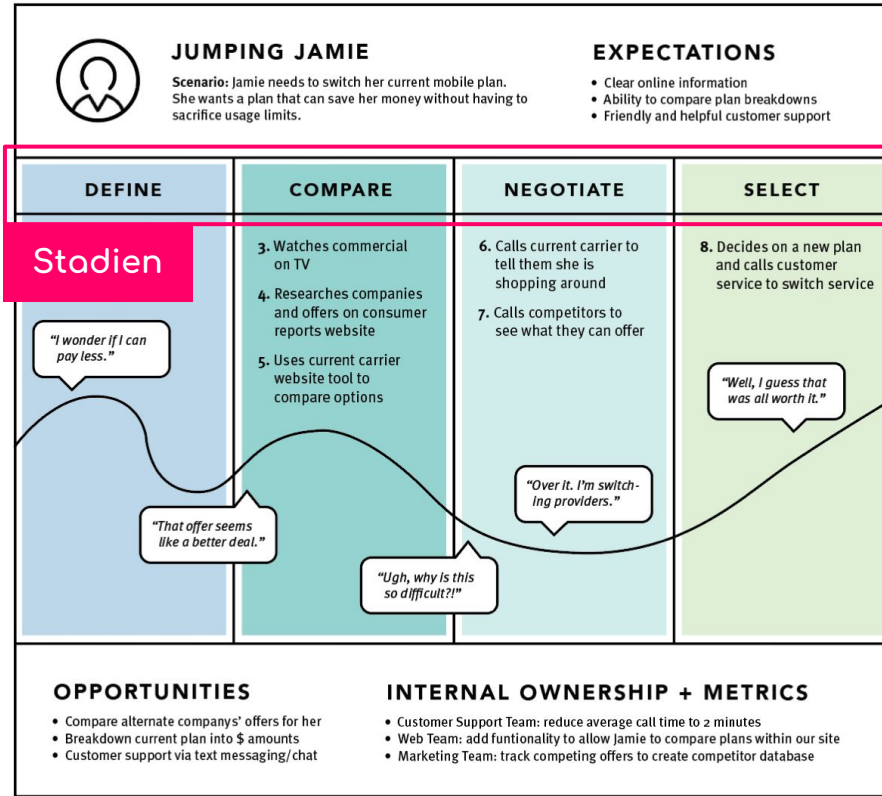 JUMPING JAMIE
Scenario: Jamie needs to switch her current mobile plan.
She wants a plan that can save her money without having to
sacrifice usage limits.
EXPECTATIONS
• Clear online information
• Ability to compare plan breakdowns
• Friendly and helpful customer support
DEFINE
COMPARE
NEGOTIATE
SELECT
Stadien
3. Watches commercial
on TV
4. Researches companies
and offers on consumer
reports website
5. Uses current carrier
website tool to
compare options
6. Calls current carrier to
tell them she is
shopping around
7. Calls competitors to
see what they can offer
8. Decides on a new plan
and calls customer
service to switch service
“I wonder if I can
pay less.”
“That offer seems
like a better deal.”
“Ugh, why is this
so difficult?!”
“Over it. I’m switch-
ing providers.”
“Well, I guess that
was all worth it.”
OPPORTUNITIES
• Compare alternate companys’ offers for her
• Breakdown current plan into $ amounts
• Customer support via text messaging/chat
INTERNAL OWNERSHIP + METRICS
• Customer Support Team: reduce average call time to 2 minutes
• Web Team: add funtionality to allow Jamie to compare plans within our site
• Marketing Team: track competing offers to create competitor database